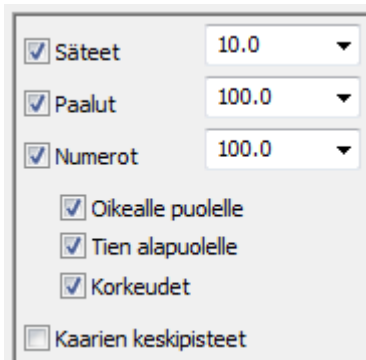 Säteet 10.0
Paalut 100.0
Numerot 100.0
Oikealle puolelle
Tien alapuolelle
Korkeudet
Kaarien keskipisteet